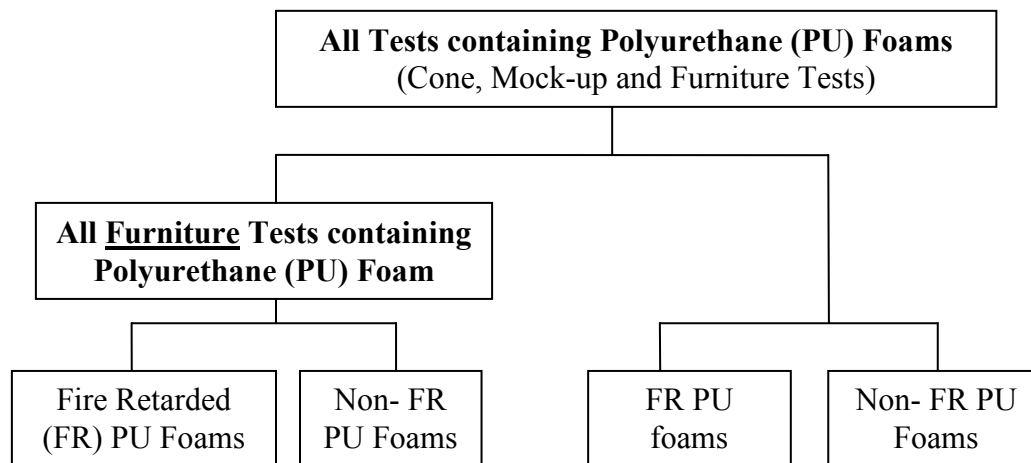 All Tests containing Polyurethane (PU) Foams
(Cone, Mock-up and Furniture Tests)
All Furniture Tests containing
Polyurethane (PU) Foam
Fire Retarded
(FR) PU Foams
Non- FR
PU Foams
FR PU
foams
Non- FR PU
Foams